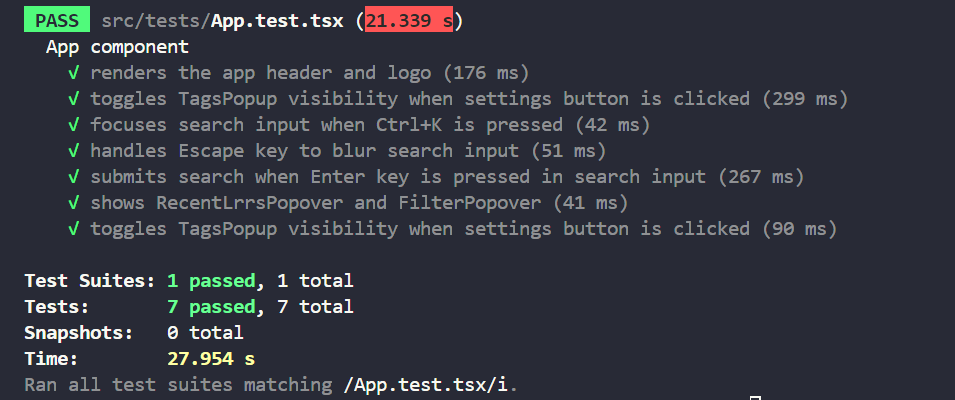 PASS src/tests/App.test.tsx (21.339 s)
App component
√ renders the app header and logo (176 ms)
√ toggles TagsPopup visibility when settings button is clicked (299 ms)
√ focuses search input when Ctrl+K is pressed (42 ms)
√ handles Escape key to blur search input (51 ms)
√ submits search when Enter key is pressed in search input (267 ms)
√ shows RecentLrrsPopover and FilterPopover (41 ms)
√ toggles TagsPopup visibility when settings button is clicked (90 ms)
Test Suites: 1 passed, 1 total
Tests: 7 passed, 7 total
Snapshots: 0 total
Time: 27.954 s
Ran all test suites matching /App.test.tsx/i.